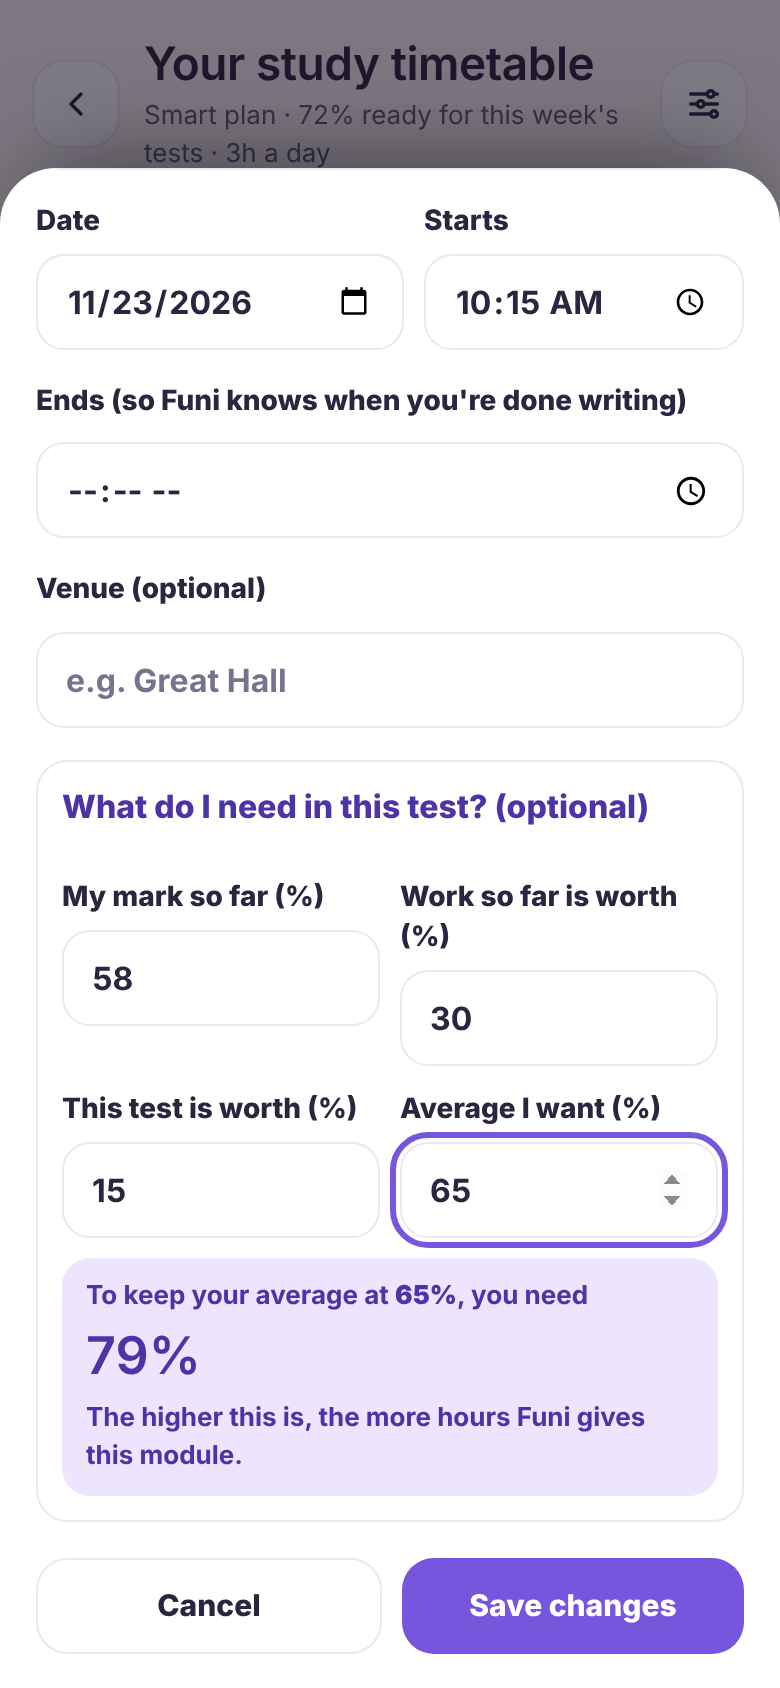 Your study timetable
Smart plan · 72% ready for this week's
tests · 3h a day
Date
Starts
11/23/2026
10:15 AM
Ends (so Funi knows when you're done writing)
--:-- --
Venue (optional)
e.g. Great Hall
What do I need in this test? (optional)
My mark so far (%)
Work so far is worth
(%)
58
30
This test is worth (%)
Average I want (%)
15
65
To keep your average at 65%, you need
79%
The higher this is, the more hours Funi gives
this module.
Cancel
Save changes